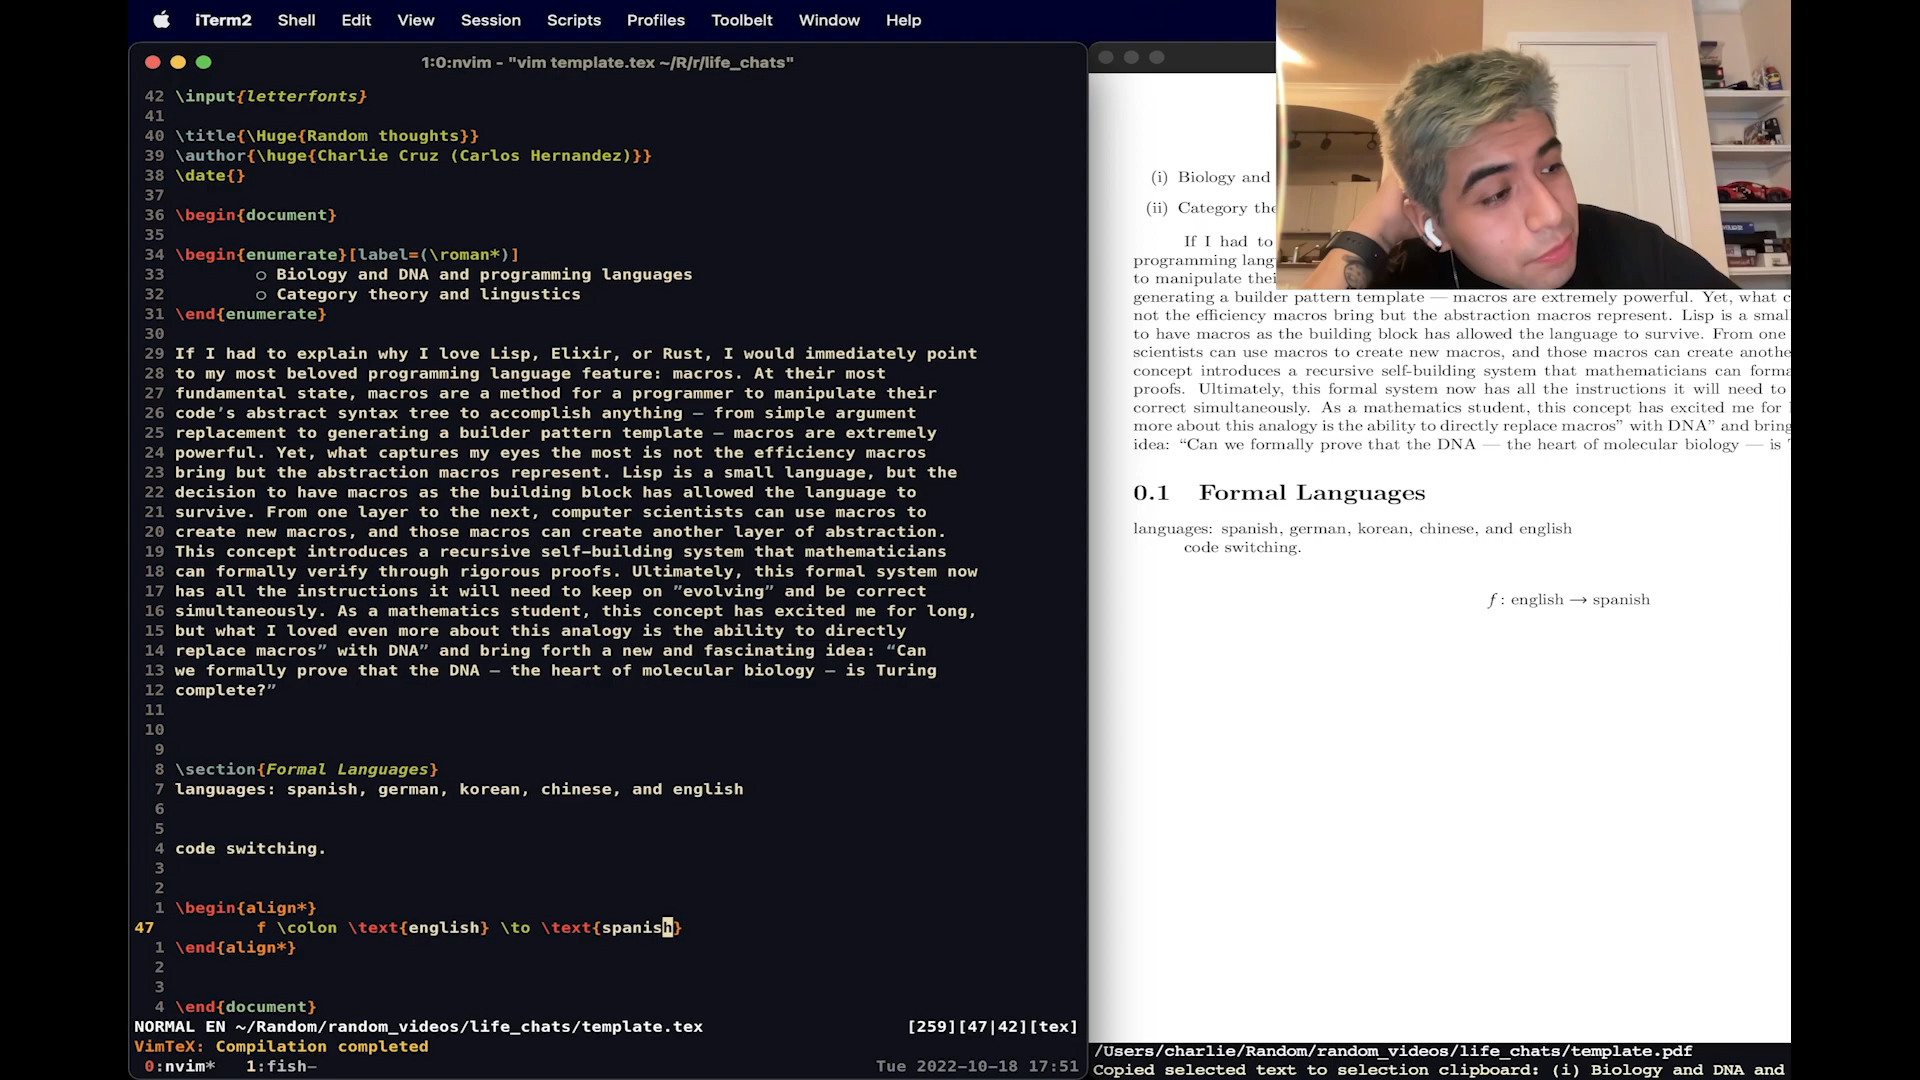 iTerm2 Shell Edit View Session Scripts Profiles Toolbelt Window Help
1:0:nvim - "vim template.tex ~/R/r/life_chats"
42 \input{letterfonts}
41
40 \title{\Huge{Random thoughts}}
39 \author{\huge{Charlie Cruz (Carlos Hernandez)}}
38 \date{}
37
36 \begin{document}
35
34 \begin{enumerate}[label=(\roman*)]
33 ○ Biology and DNA and programming languages
32 ○ Category theory and lingustics
31 \end{enumerate}
30
29 If I had to explain why I love Lisp, Elixir, or Rust, I would immediately point
28 to my most beloved programming language feature: macros. At their most
27 fundamental state, macros are a method for a programmer to manipulate their
26 code's abstract syntax tree to accomplish anything — from simple argument
25 replacement to generating a builder pattern template — macros are extremely
24 powerful. Yet, what captures my eyes the most is not the efficiency macros
23 bring but the abstraction macros represent. Lisp is a small language, but the
22 decision to have macros as the building block has allowed the language to
21 survive. From one layer to the next, computer scientists can use macros to
20 create new macros, and those macros can create another layer of abstraction.
19 This concept introduces a recursive self-building system that mathematicians
18 can formally verify through rigorous proofs. Ultimately, this formal system now
17 has all the instructions it will need to keep on ”evolving” and be correct
16 simultaneously. As a mathematics student, this concept has excited me for long,
15 but what I loved even more about this analogy is the ability to directly
14 replace macros” with DNA” and bring forth a new and fascinating idea: “Can
13 we formally prove that the DNA — the heart of molecular biology — is Turing
12 complete?”
11
10
9
8 \section{Formal Languages}
7 languages: spanish, german, korean, chinese, and english
6
5
4 code switching.
3
2
1 \begin{align*}
47 f \colon \text{english} \to \text{spanish}
1 \end{align*}
2
3
4 \end{document}
NORMAL EN ~/Random/random_videos/life_chats/template.tex [259][47|42][tex]
VimTeX: Compilation completed
0:nvim* 1:fish- Tue 2022-10-18 17:51
(i) Biology and
(ii) Category the
If I had to
programming lang
to manipulate thei
generating a builder pattern template — macros are extremely powerful. Yet, what c
not the efficiency macros bring but the abstraction macros represent. Lisp is a smal
to have macros as the building block has allowed the language to survive. From one
scientists can use macros to create new macros, and those macros can create anothe
concept introduces a recursive self-building system that mathematicians can forma
proofs. Ultimately, this formal system now has all the instructions it will need to
correct simultaneously. As a mathematics student, this concept has excited me for
more about this analogy is the ability to directly replace macros” with DNA” and bring
idea: “Can we formally prove that the DNA — the heart of molecular biology — is
0.1 Formal Languages
languages: spanish, german, korean, chinese, and english
code switching.
f : english → spanish
/Users/charlie/Random/random_videos/life_chats/template.pdf
Copied selected text to selection clipboard: (i) Biology and DNA and